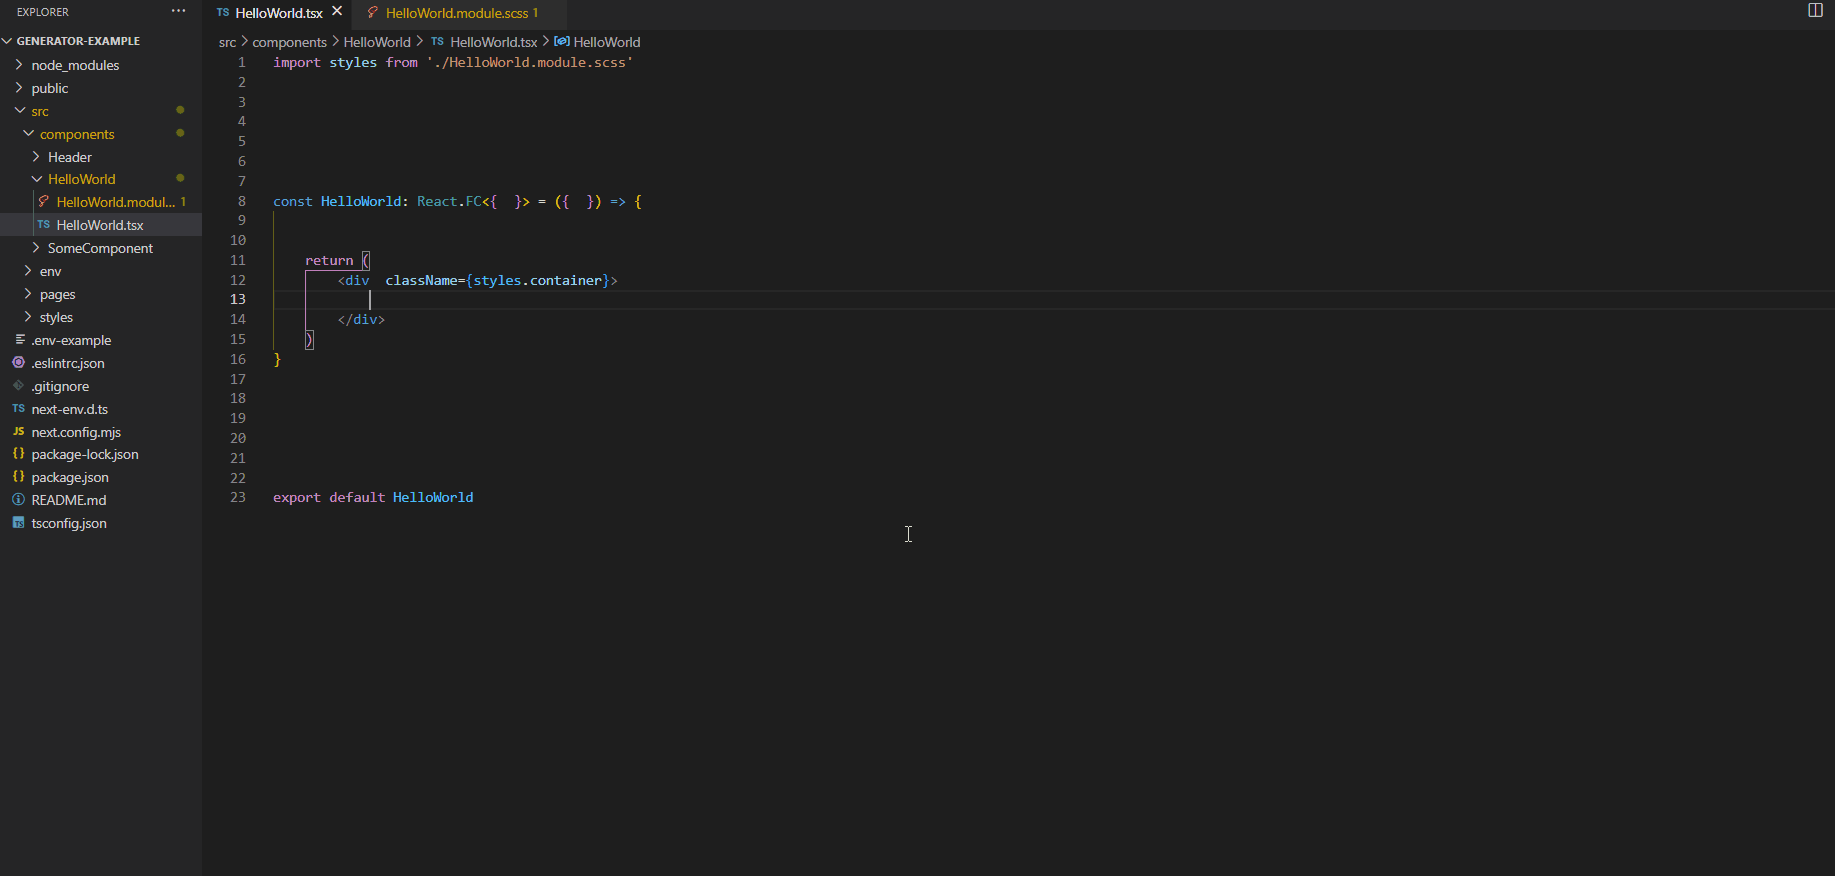 EXPLORER
GENERATOR-EXAMPLE
node_modules
public
src
components
Header
HelloWorld
HelloWorld.modul... 1
TS HelloWorld.tsx
SomeComponent
env
pages
styles
.env-example
.eslintrc.json
.gitignore
TS next-env.d.ts
JS next.config.mjs
{} package-lock.json
{} package.json
README.md
TS tsconfig.json
TS HelloWorld.tsx HelloWorld.module.scss 1
src > components > HelloWorld > TS HelloWorld.tsx > HelloWorld
1 import styles from './HelloWorld.module.scss'
2
3
4
5
6
7
8 const HelloWorld: React.FC<{  }> = ({  }) => {
9
10
11 return (
12 <div  className={styles.container}>
13
14 </div>
15 )
16 }
17
18
19
20
21
22
23 export default HelloWorld